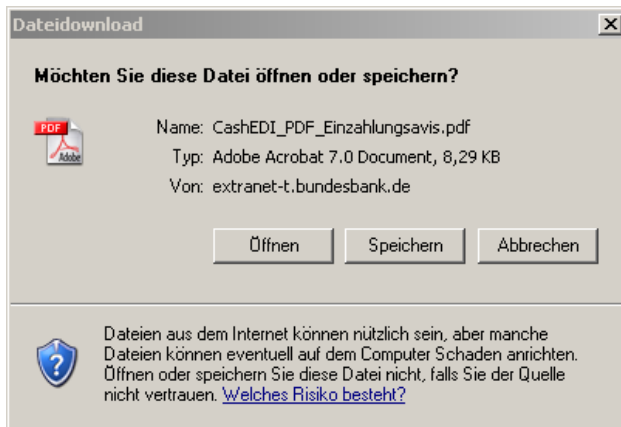 Dateidownload
Möchten Sie diese Datei öffnen oder speichern?
PDF
Adobe
Name: CashEDI_PDF_Einzahlungsavis.pdf
Typ: Adobe Acrobat 7.0 Document, 8,29 KB
Von: extranet-t.bundesbank.de
Öffnen Speichern Abbrechen
Dateien aus dem Internet können nützlich sein, aber manche
Dateien können eventuell auf dem Computer Schaden anrichten.
Öffnen oder speichern Sie diese Datei nicht, falls Sie der Quelle
nicht vertrauen. Welches Risiko besteht?